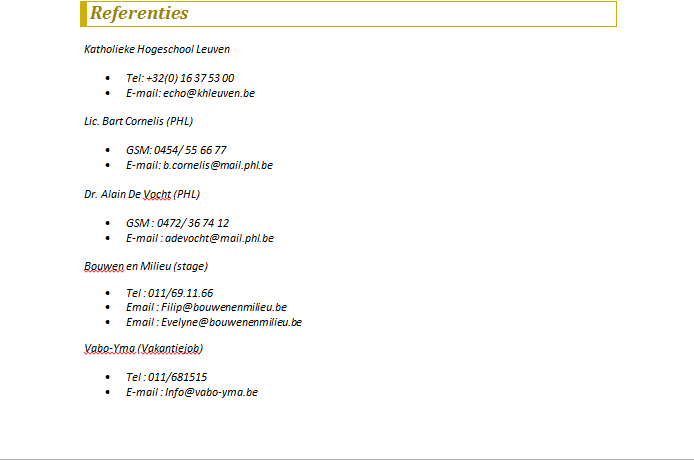 Referenties
Katholieke Hogeschool Leuven
• Tel: +32(0) 16 37 53 00
• E-mail: echo@khleuven.be
Lic. Bart Cornelis (PHL)
• GSM: 0454/ 55 66 77
• E-mail: b.cornelis@mail.phl.be
Dr. Alain De Vocht (PHL)
• GSM : 0472/ 36 74 12
• E-mail : adevocht@mail.phl.be
Bouwen en Milieu (stage)
• Tel : 011/69.11.66
• Email : Filip@bouwenenmilieu.be
• Email : Evelyne@bouwenenmilieu.be
Vabo-Yma (Vakantiejob)
• Tel : 011/681515
• E-mail : Info@vabo-yma.be